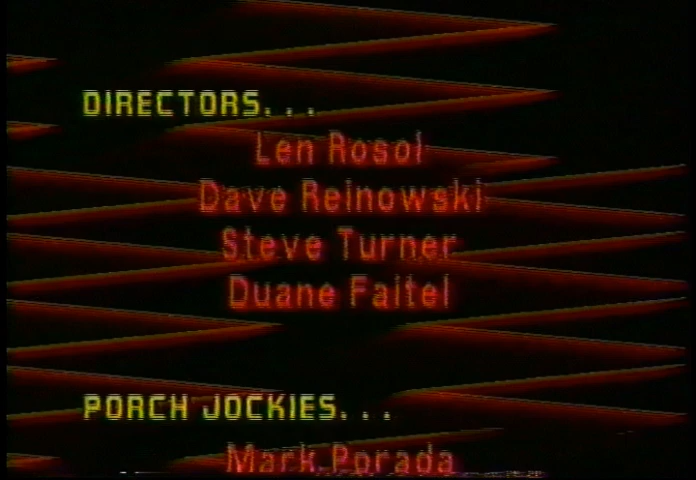 DIRECTORS...
Len Rosol
Dave Reinowski
Steve Turner
Duane Faitel
PORCH JOCKIES...
Mark Porada